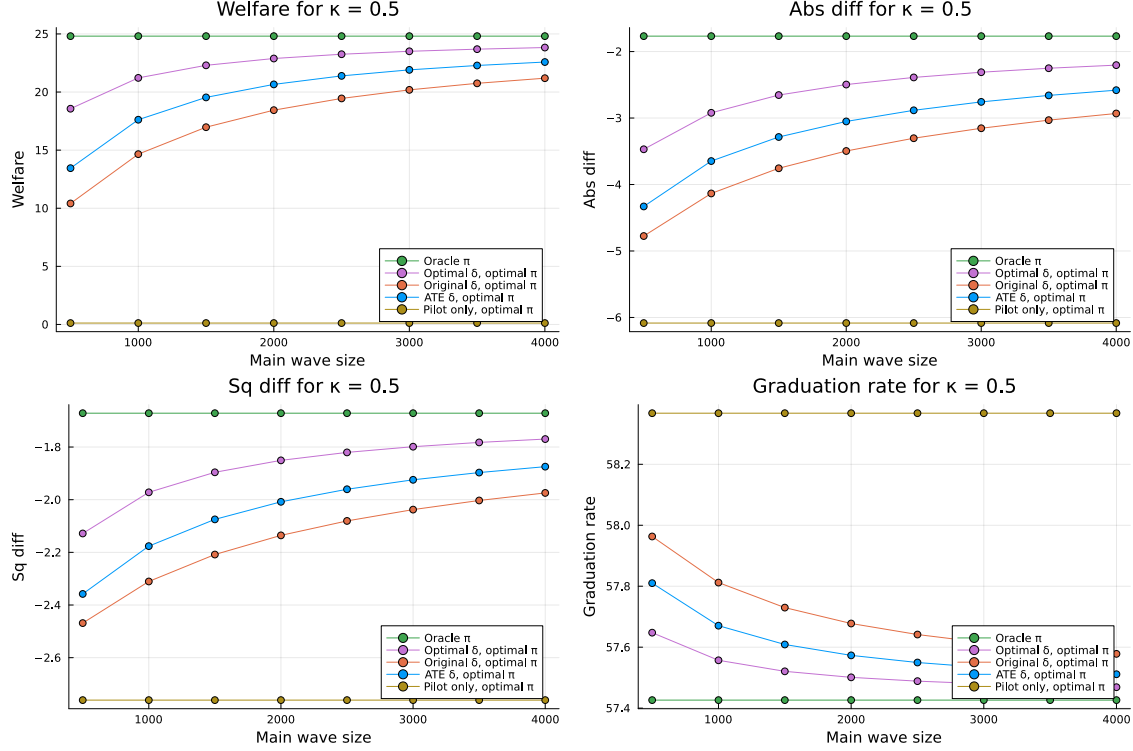 Welfare for κ = 0.5
25
20
15
10
5
0
Welfare
1000
2000
3000
4000
Main wave size
Oracle π
Optimal δ, optimal π
Original δ, optimal π
ATE δ, optimal π
Pilot only, optimal π
Abs diff for κ = 0.5
−2
−3
−4
−5
−6
Abs diff
1000
2000
3000
4000
Main wave size
Oracle π
Optimal δ, optimal π
Original δ, optimal π
ATE δ, optimal π
Pilot only, optimal π
Sq diff for κ = 0.5
−1.8
−2.0
−2.2
−2.4
−2.6
Sq diff
1000
2000
3000
4000
Main wave size
Oracle π
Optimal δ, optimal π
Original δ, optimal π
ATE δ, optimal π
Pilot only, optimal π
Graduation rate for κ = 0.5
58.2
58.0
57.8
57.6
57.4
Graduation rate
1000
2000
3000
4000
Main wave size
Oracle π
Optimal δ, optimal π
Original δ, optimal π
ATE δ, optimal π
Pilot only, optimal π